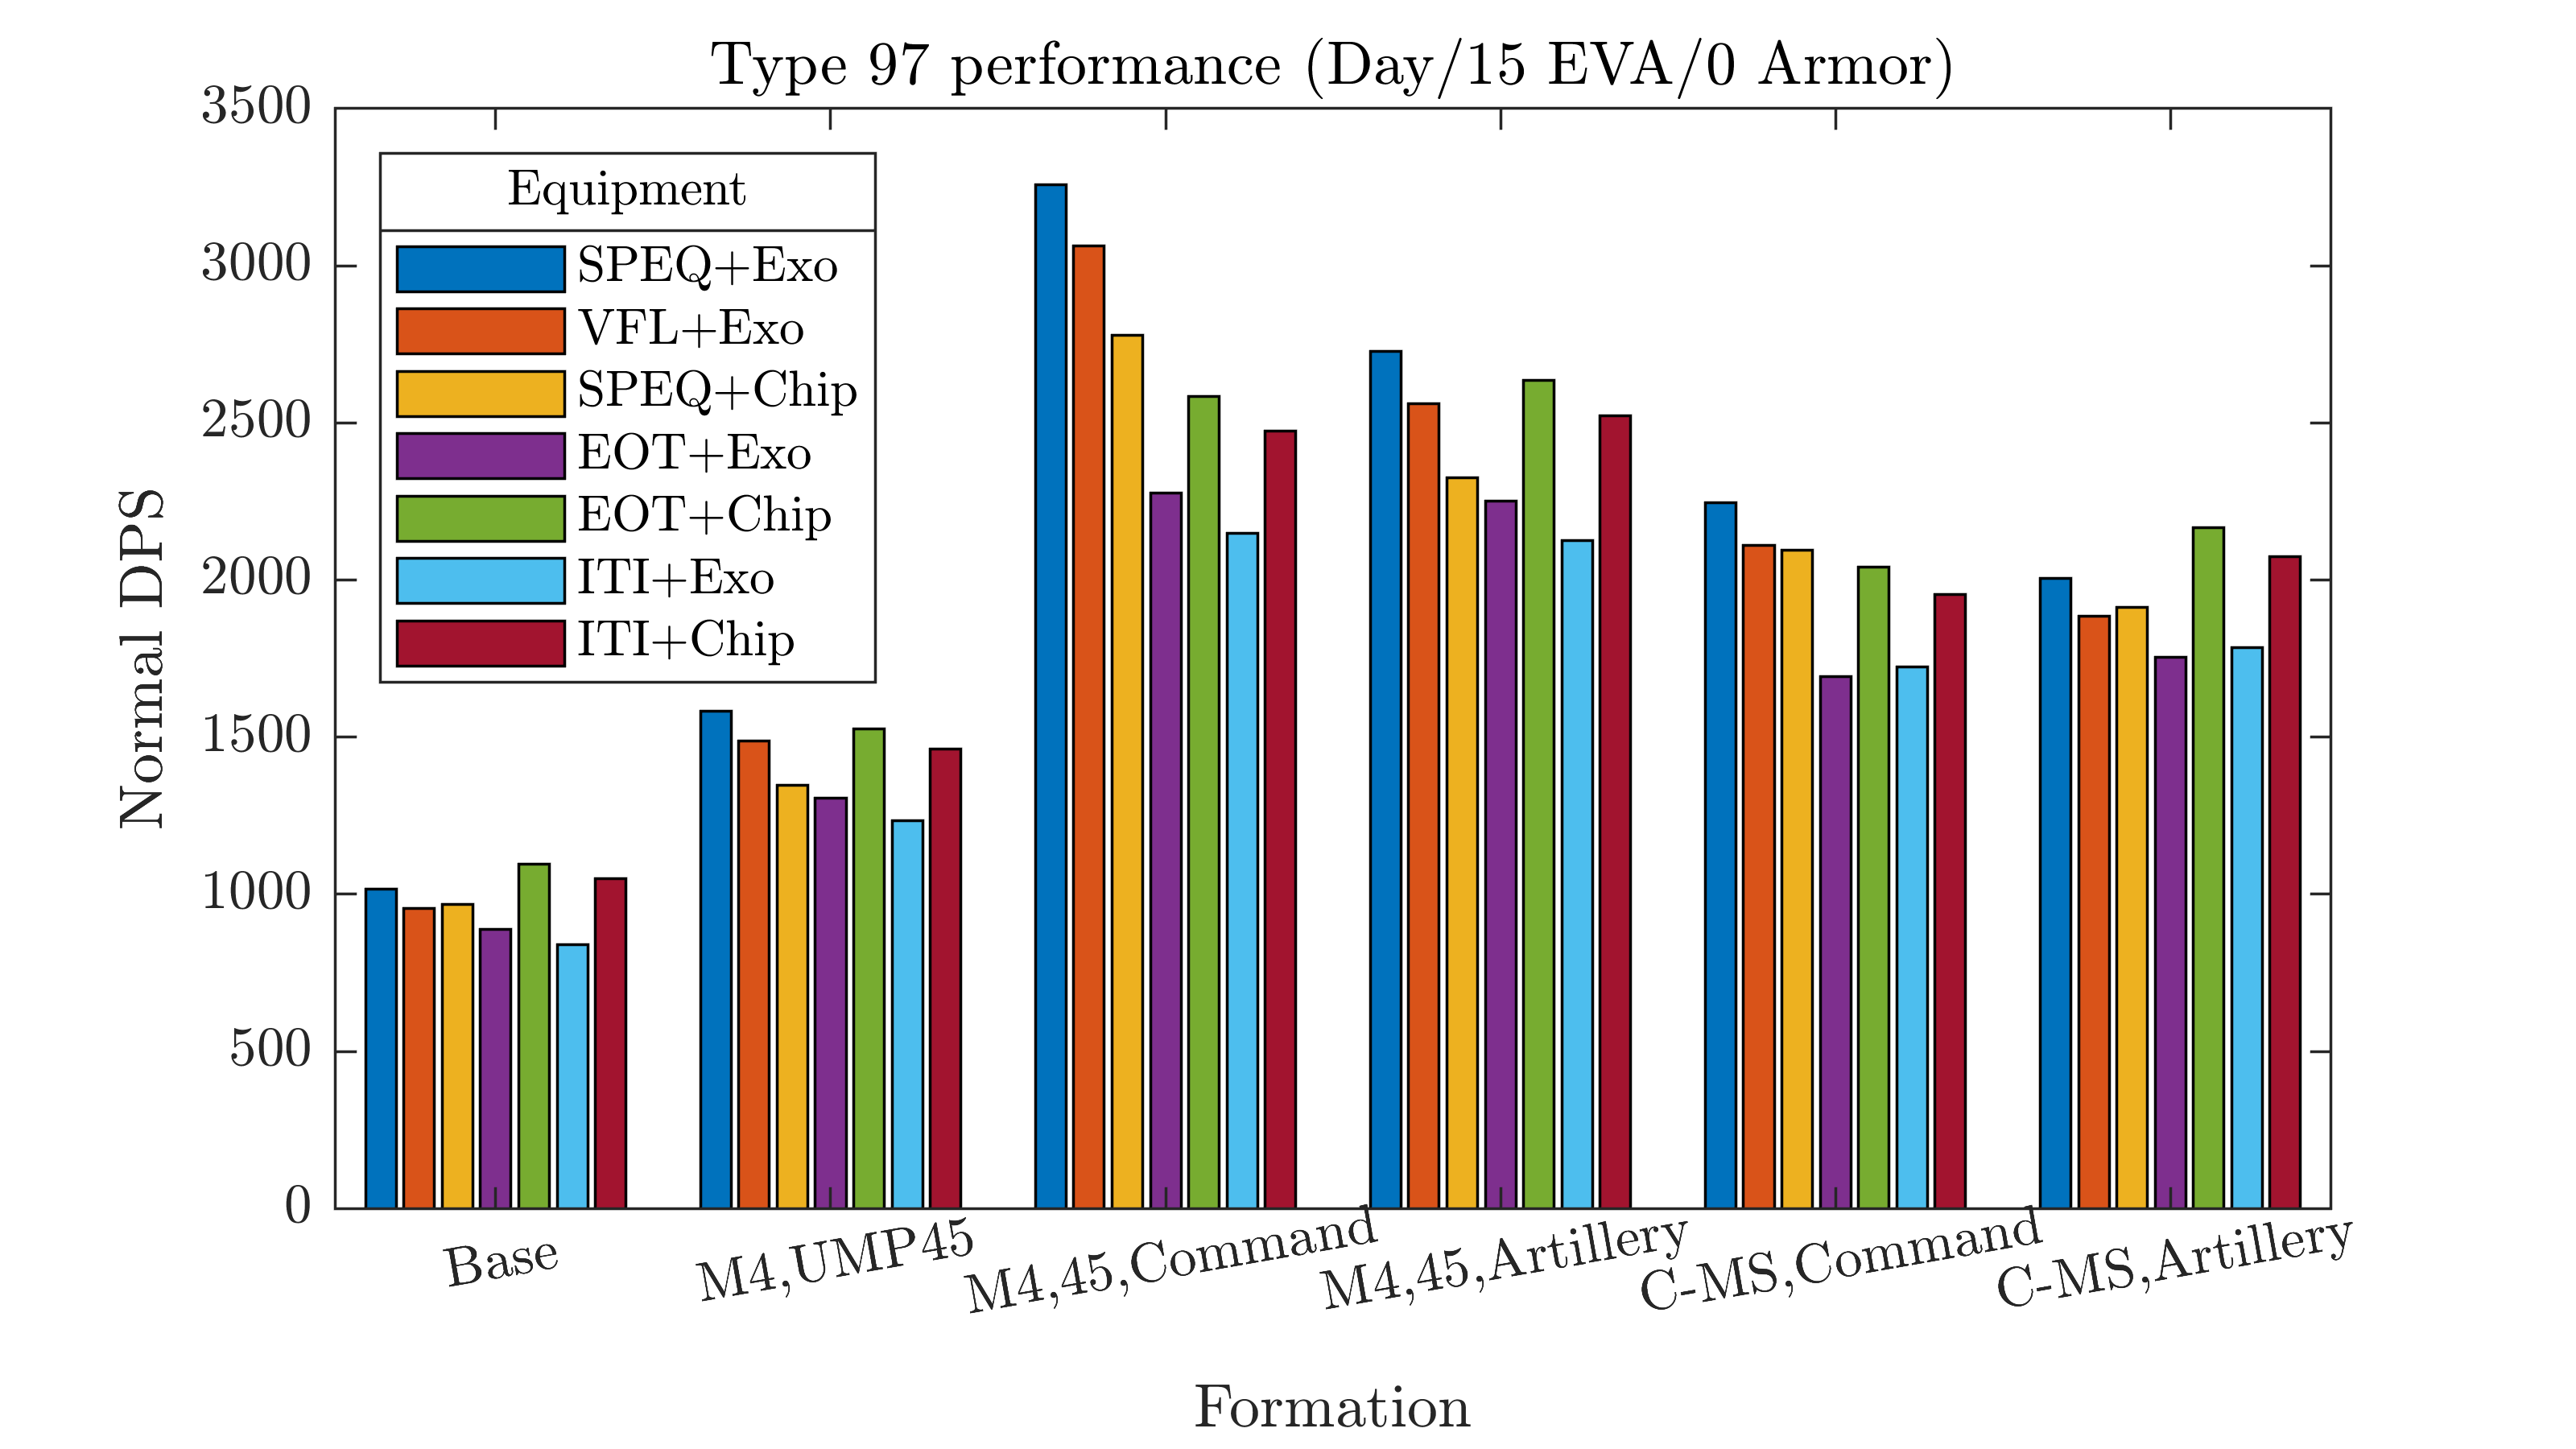 Type 97 performance (Day/15 EVA/0 Armor)
3500
3000
2500
2000
1500
1000
500
0
Normal DPS
Equipment
SPEQ+Exo
VFL+Exo
SPEQ+Chip
EOT+Exo
EOT+Chip
ITI+Exo
ITI+Chip
Base
M4,UMP45
M4,45,Command
M4,45,Artillery
C-MS,Command
C-MS,Artillery
Formation